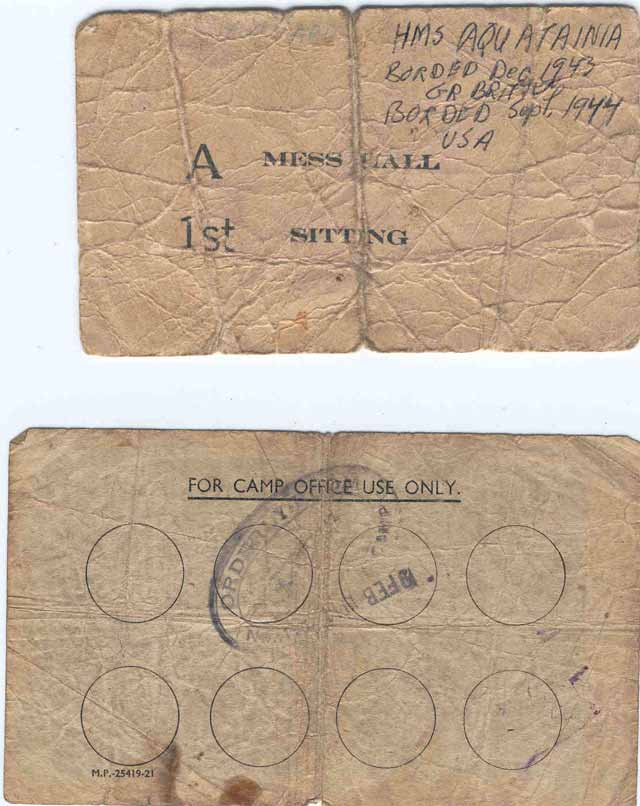 HMS AQUATAINIA
BORDED Dec 1943
GR BRITAIN
BORDED Sept. 1944
" USA
A MESS HALL
1st SITTING
FOR CAMP OFFICE USE ONLY.
ORDERLY
FEB
M.P.-25419-21